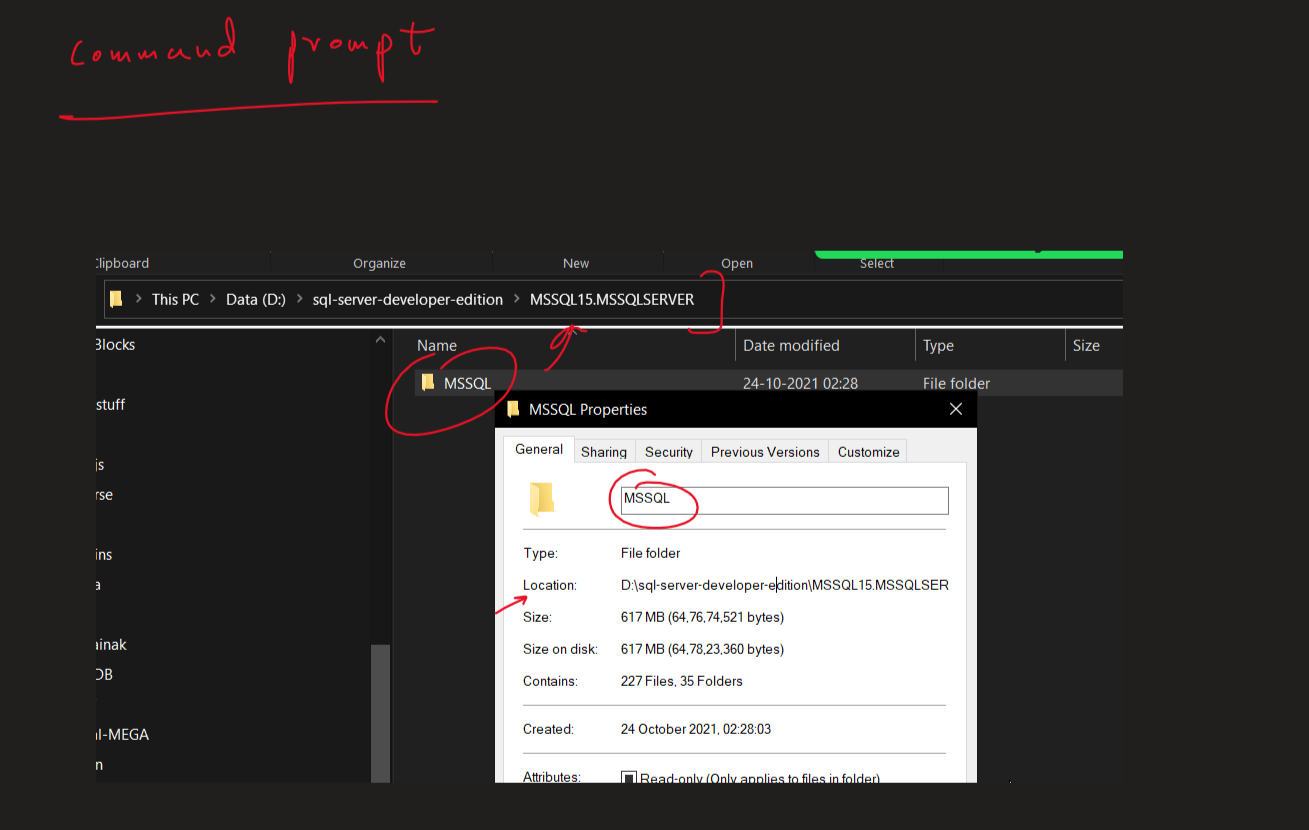 Command prompt
Clipboard Organize New Open Select
This PC > Data (D:) > sql-server-developer-edition > MSSQL15.MSSQLSERVER
Blocks
stuff
js
rse
ins
a
ainak
DB
al-MEGA
n
Name Date modified Type Size
MSSQL 24-10-2021 02:28 File folder
MSSQL Properties
General Sharing Security Previous Versions Customize
MSSQL
Type: File folder
Location: D:\sql-server-developer-edition\MSSQL15.MSSQLSER
Size: 617 MB (64,76,74,521 bytes)
Size on disk: 617 MB (64,78,23,360 bytes)
Contains: 227 Files, 35 Folders
Created: 24 October 2021, 02:28:03
Attributes: Read-only (Only applies to files in folder)